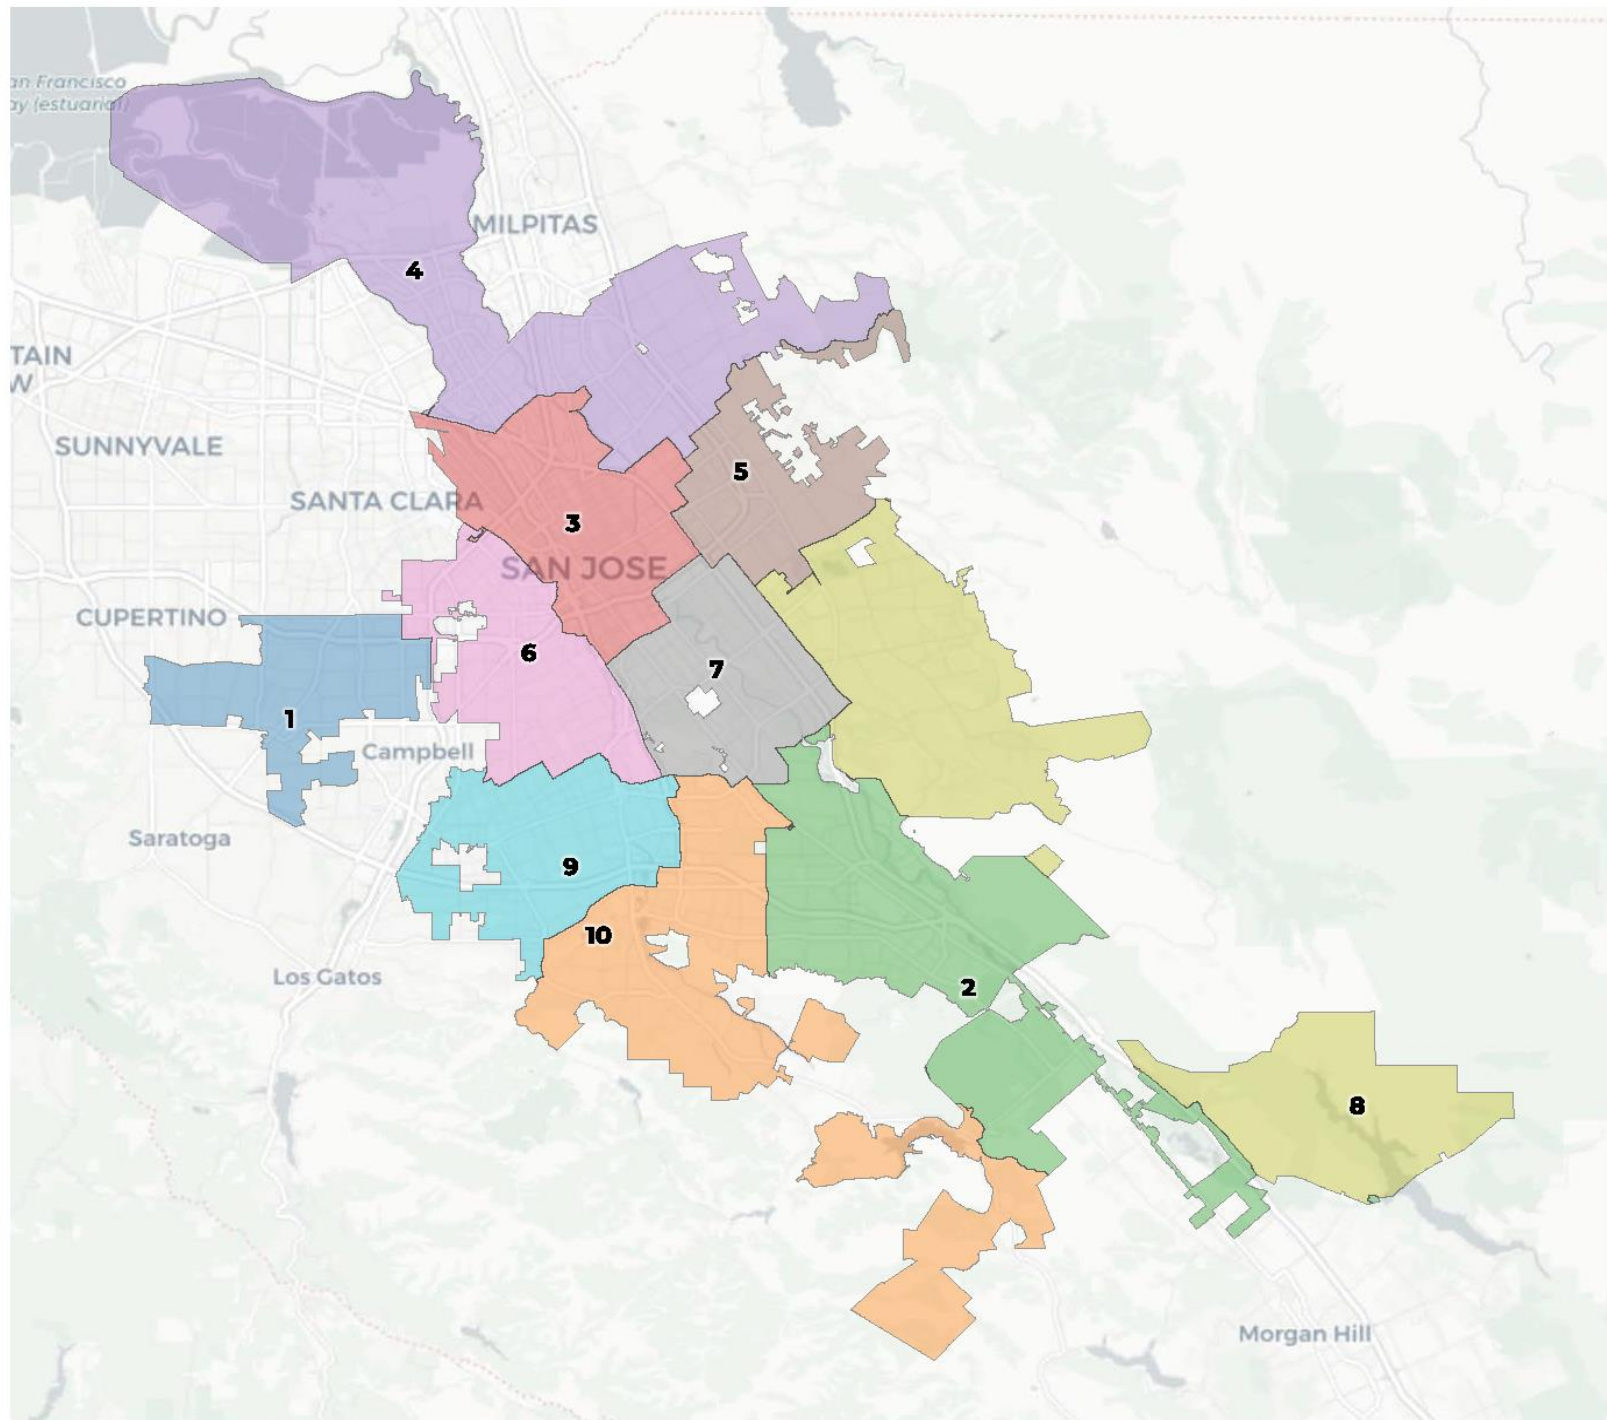 an Francisco
ay (estuarial)
MILPITAS
4
TAIN
W
SUNNYVALE
5
SANTA CLARA
3
SAN JOSE
CUPERTINO
6
7
1
Campbell
Saratoga
9
10
Los Gatos
2
8
Morgan Hill